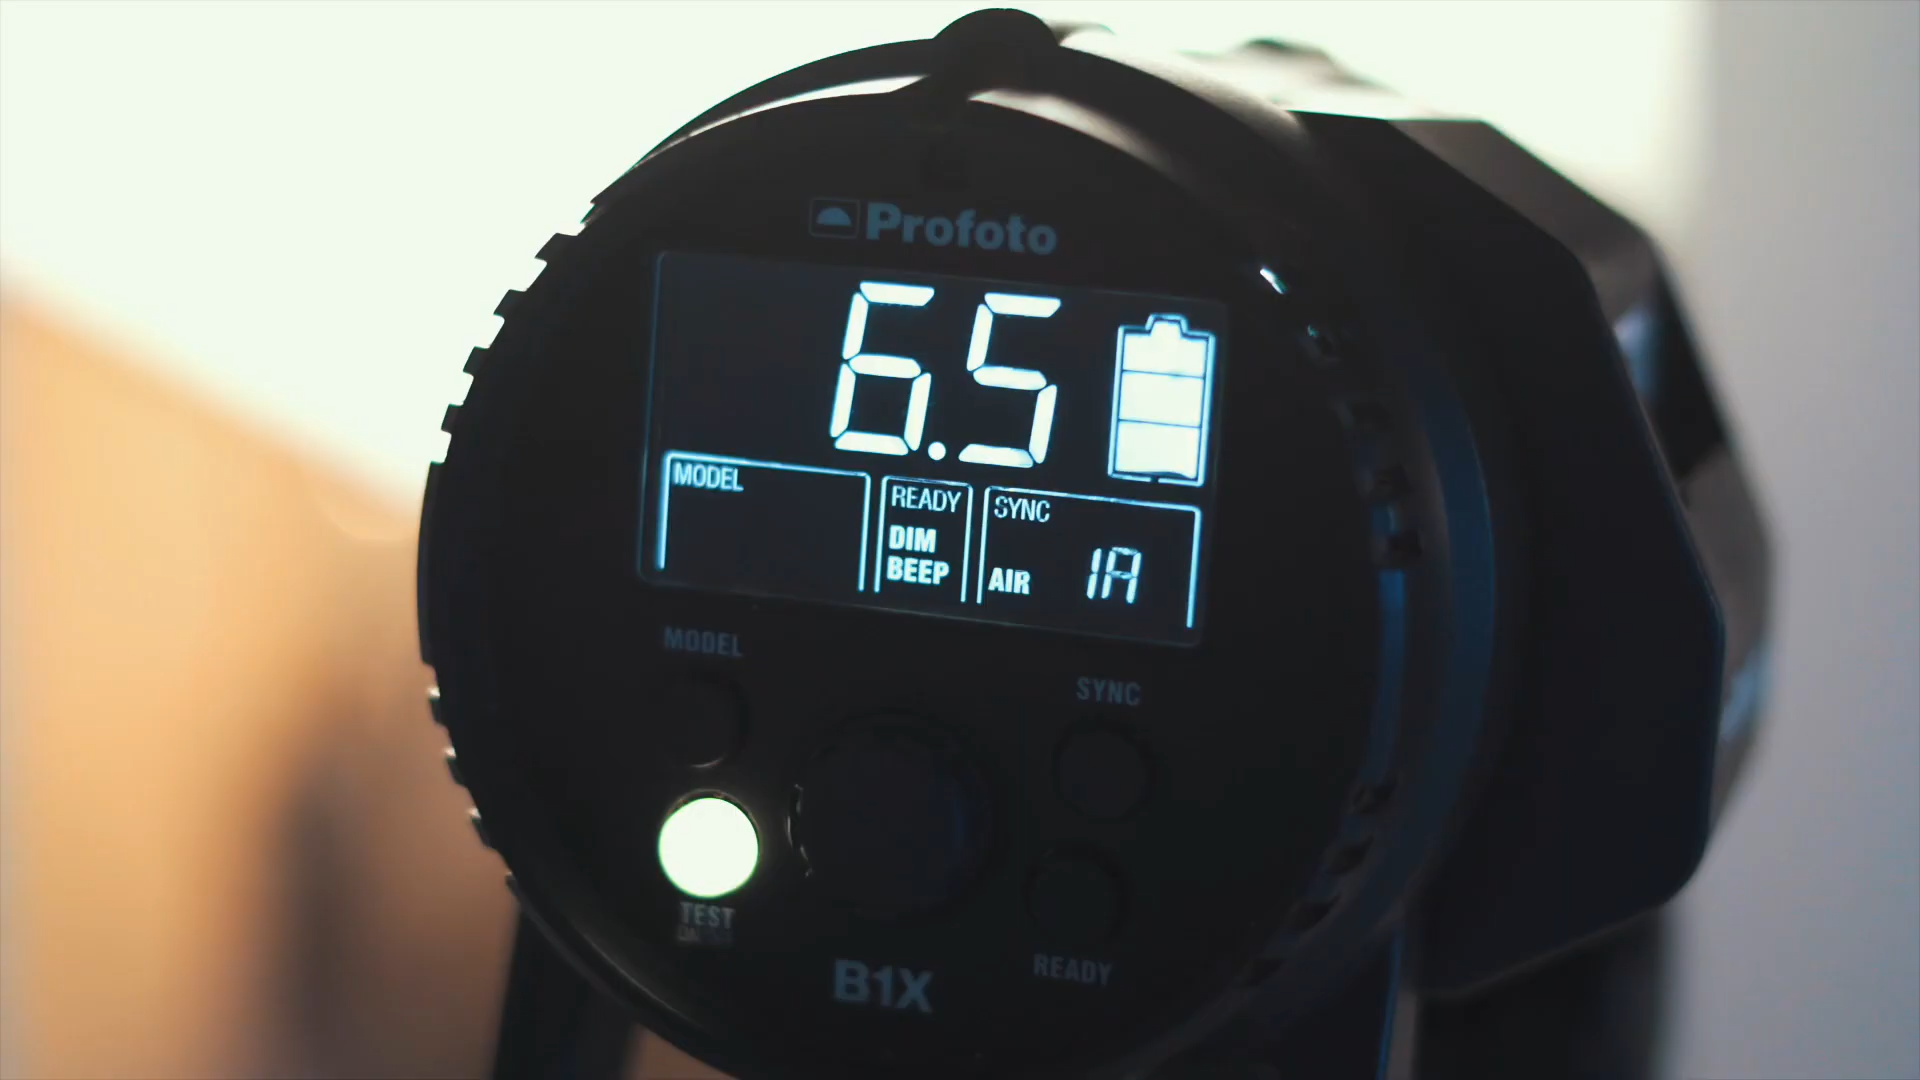 Profoto
6.5
MODEL
READY
DIM
BEEP
SYNC
AIR 1A
MODEL
SYNC
TEST
READY
B1X